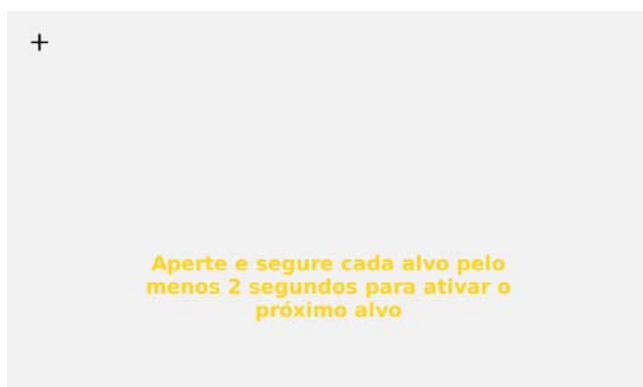 +
Aperte e segure cada alvo pelo
menos 2 segundos para ativar o
próximo alvo